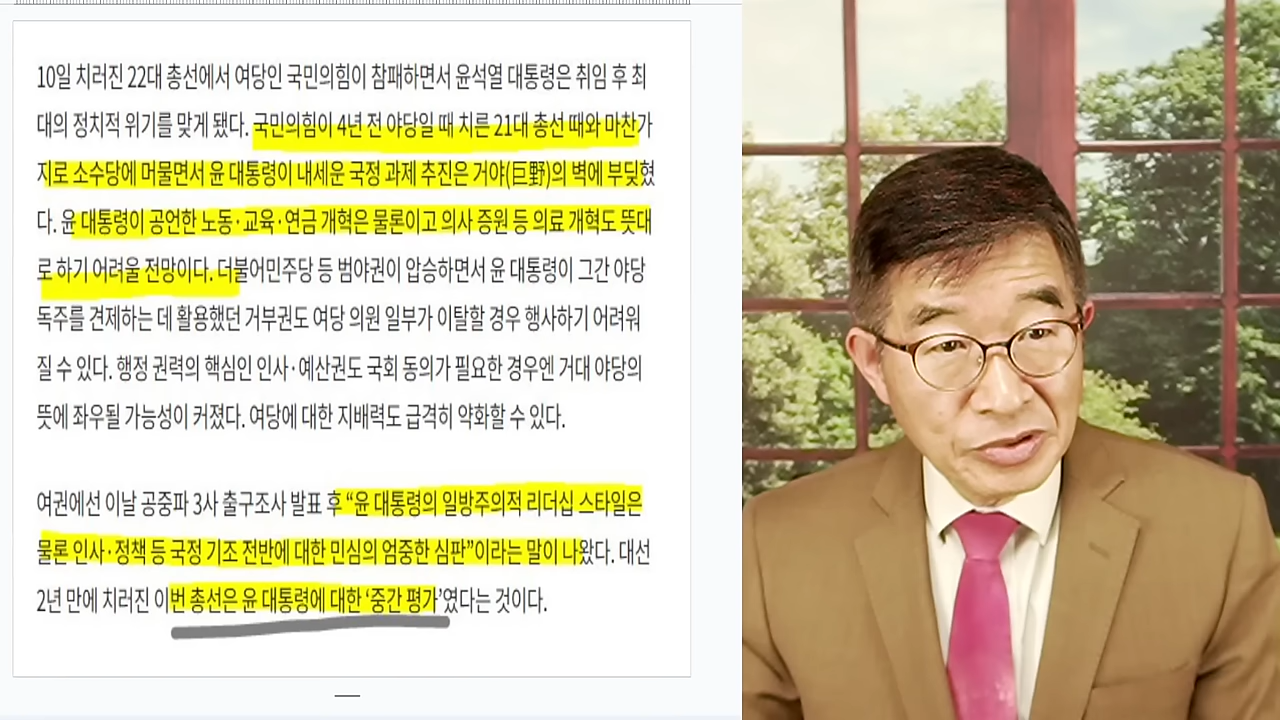 10일 치러진 22대 총선에서 여당인 국민의힘이 참패하면서 윤석열 대통령은 취임 후 최
대의 정치적 위기를 맞게 됐다. 국민의힘이 4년 전 야당일 때 치른 21대 총선 때와 마찬가
지로 소수당에 머물면서 윤 대통령이 내세운 국정 과제 추진은 거야(巨野)의 벽에 부딪혔
다. 윤 대통령이 공언한 노동·교육·연금 개혁은 물론이고 의사 증원 등 의료 개혁도 뜻대
로 하기 어려울 전망이다. 더불어민주당 등 범야권이 압승하면서 윤 대통령이 그간 야당
독주를 견제하는 데 활용했던 거부권도 여당 의원 일부가 이탈할 경우 행사하기 어려워
질 수 있다. 행정 권력의 핵심인 인사·예산권도 국회 동의가 필요한 경우엔 거대 야당의
뜻에 좌우될 가능성이 커졌다. 여당에 대한 지배력도 급격히 약화할 수 있다.
여권에선 이날 공중파 3사 출구조사 발표 후 “윤 대통령의 일방주의적 리더십 스타일은
물론 인사·정책 등 국정 기조 전반에 대한 민심의 엄중한 심판”이라는 말이 나왔다. 대선
2년 만에 치러진 이번 총선은 윤 대통령에 대한 ‘중간 평가’였다는 것이다.